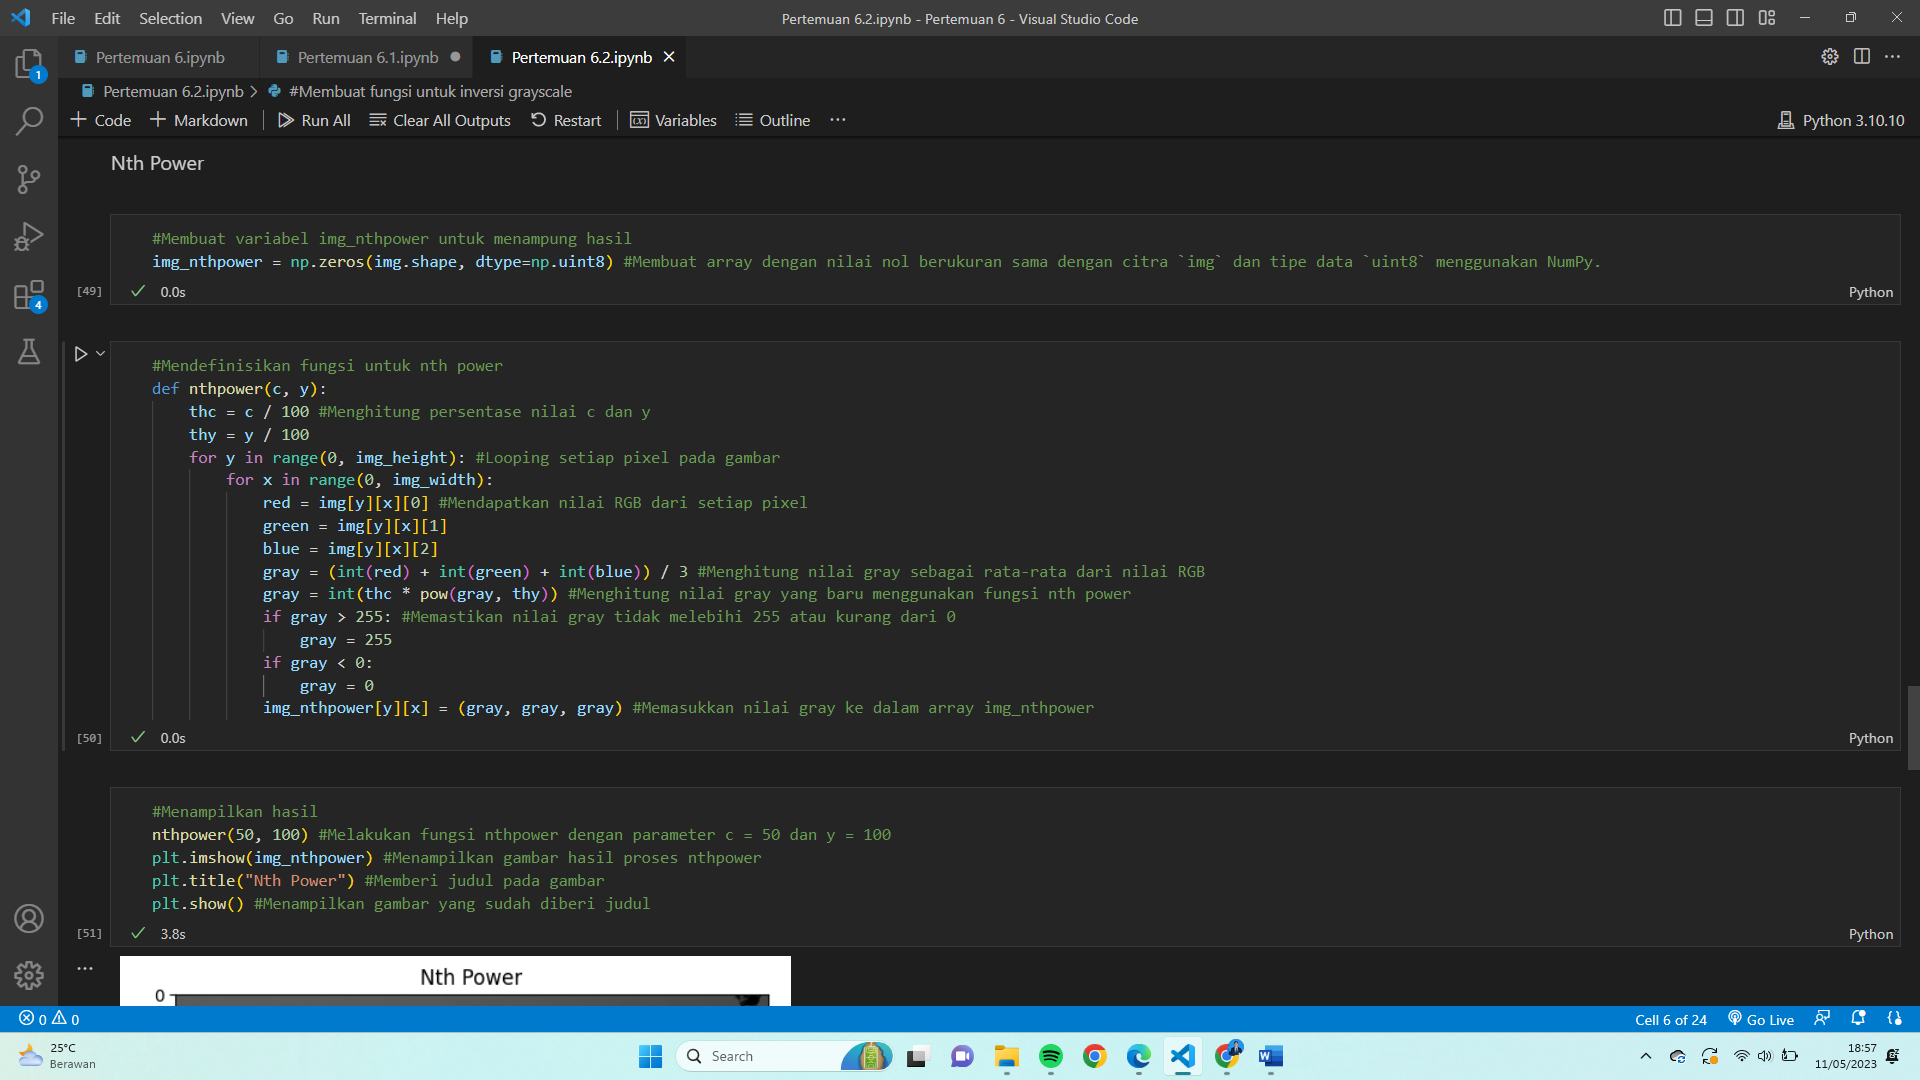 File Edit Selection View Go Run Terminal Help
Pertemuan 6.2.ipynb - Pertemuan 6 - Visual Studio Code
Pertemuan 6.ipynb
Pertemuan 6.1.ipynb
Pertemuan 6.2.ipynb
Pertemuan 6.2.ipynb > #Membuat fungsi untuk inversi grayscale
Code Markdown Run All Clear All Outputs Restart Variables Outline ...
Python 3.10.10
1
4
Nth Power
#Membuat variabel img_nthpower untuk menampung hasil
img_nthpower = np.zeros(img.shape, dtype=np.uint8) #Membuat array dengan nilai nol berukuran sama dengan citra `img` dan tipe data `uint8` menggunakan NumPy.
[49] 0.0s
Python
#Mendefinisikan fungsi untuk nth power
def nthpower(c, y):
thc = c / 100 #Menghitung persentase nilai c dan y
thy = y / 100
for y in range(0, img_height): #Looping setiap pixel pada gambar
for x in range(0, img_width):
red = img[y][x][0] #Mendapatkan nilai RGB dari setiap pixel
green = img[y][x][1]
blue = img[y][x][2]
gray = (int(red) + int(green) + int(blue)) / 3 #Menghitung nilai gray sebagai rata-rata dari nilai RGB
gray = int(thc * pow(gray, thy)) #Menghitung nilai gray yang baru menggunakan fungsi nth power
if gray > 255: #Memastikan nilai gray tidak melebihi 255 atau kurang dari 0
gray = 255
if gray < 0:
gray = 0
img_nthpower[y][x] = (gray, gray, gray) #Memasukkan nilai gray ke dalam array img_nthpower
[50] 0.0s
Python
#Menampilkan hasil
nthpower(50, 100) #Melakukan fungsi nthpower dengan parameter c = 50 dan y = 100
plt.imshow(img_nthpower) #Menampilkan gambar hasil proses nthpower
plt.title("Nth Power") #Memberi judul pada gambar
plt.show() #Menampilkan gambar yang sudah diberi judul
[51] 3.8s
Python
...
Nth Power
0
0 0
Cell 6 of 24 Go Live
25°C
Berawan
Search
18:57
11/05/2023